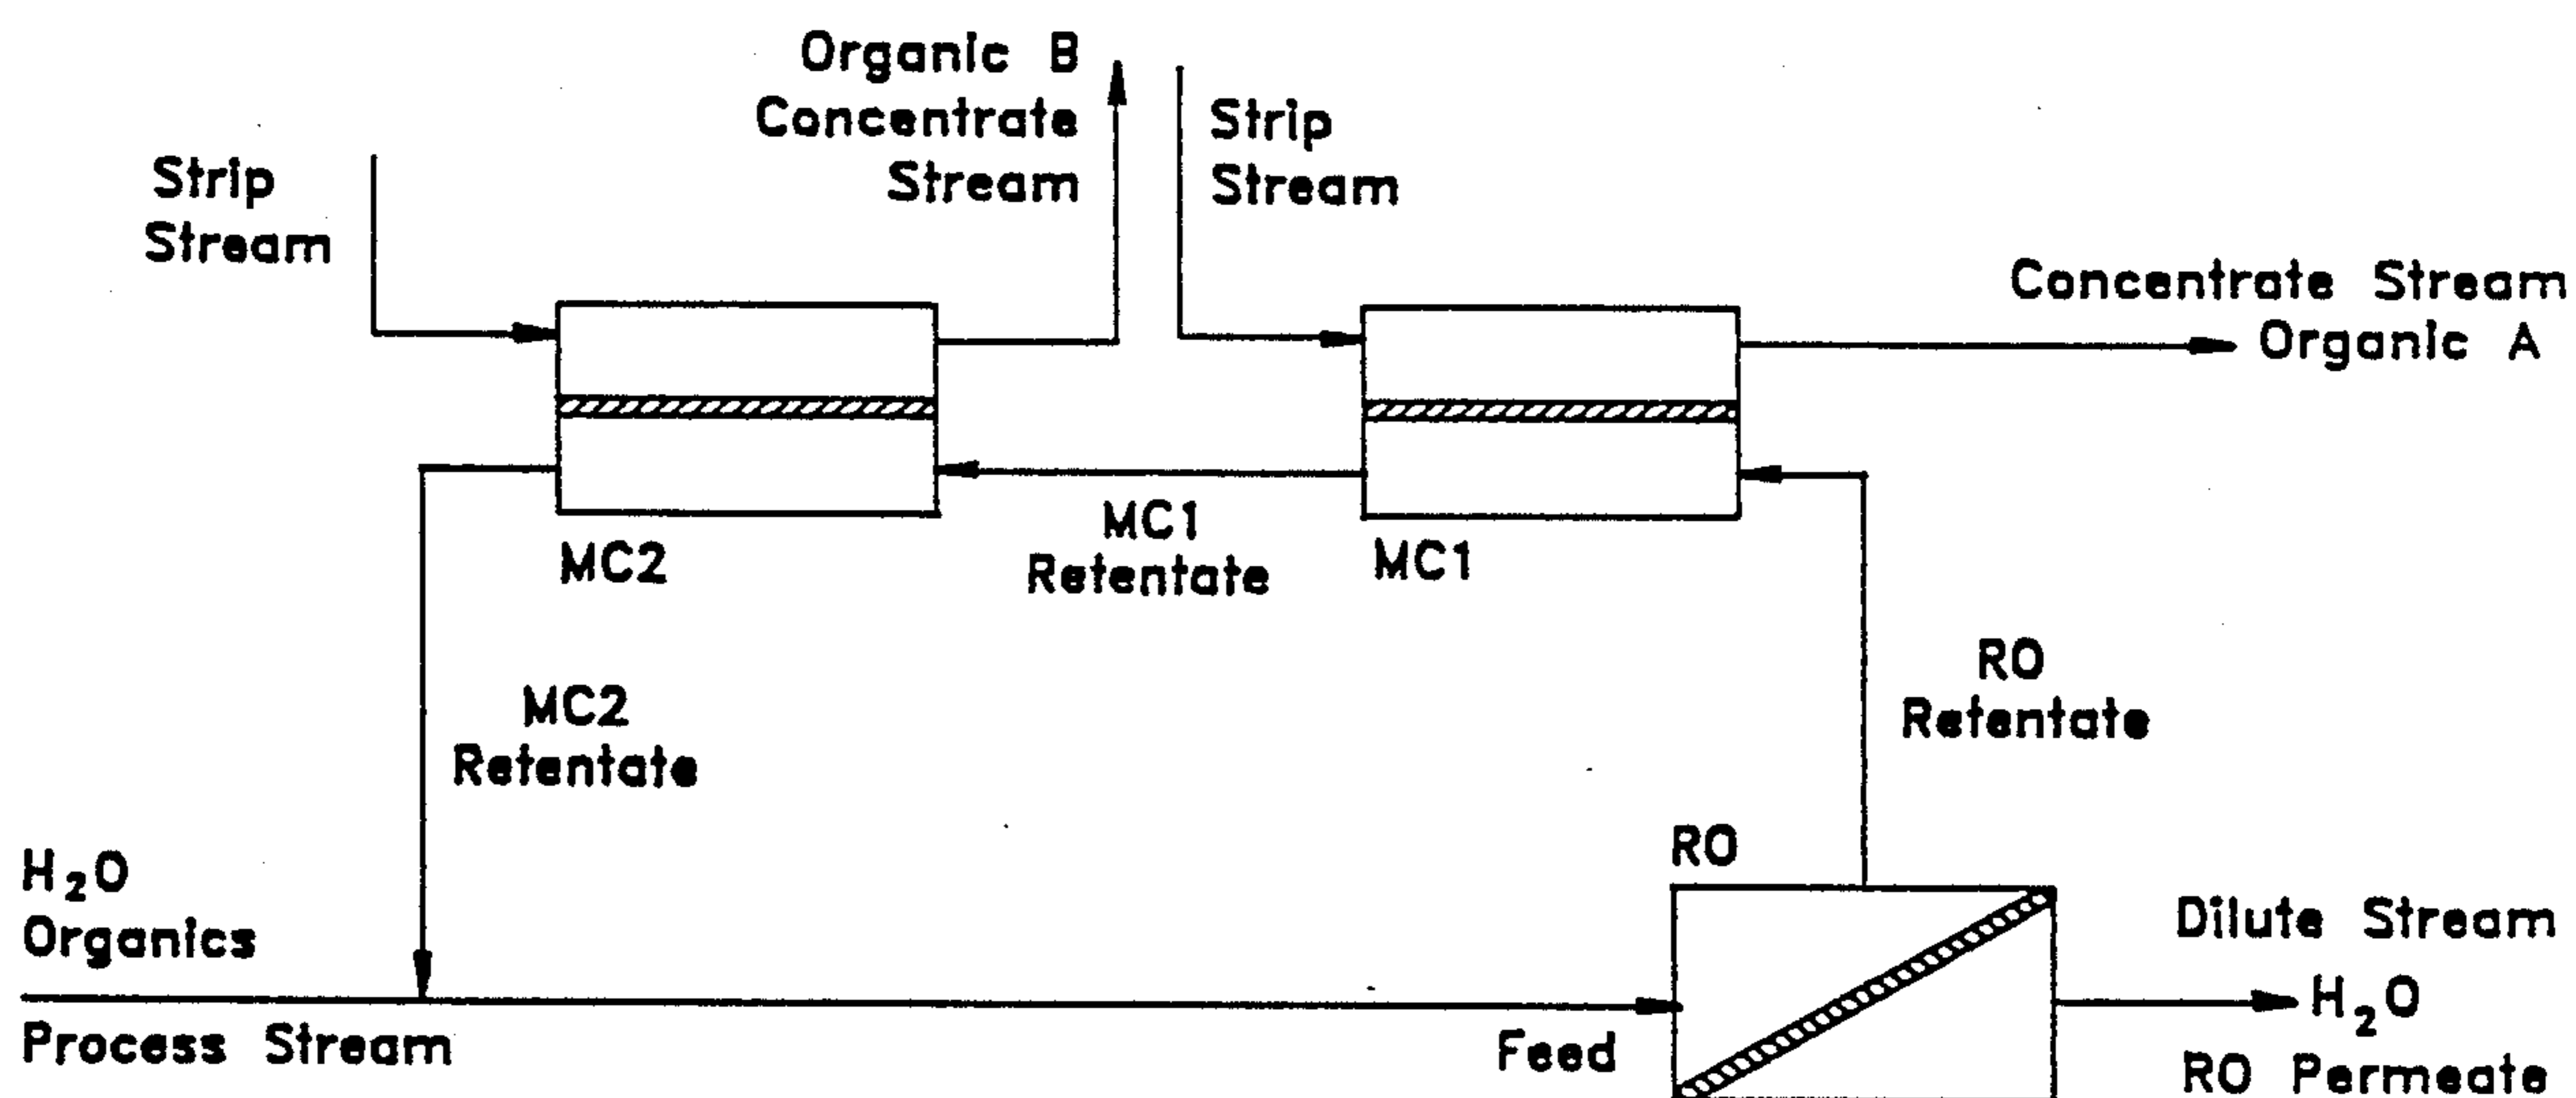 Organic B
Concentrate
Stream
Strip
Stream
Strip
Stream
Concentrate Stream
Organic A
MC2
MC1
Retentate
MC1
MC2
Retentate
RO
Retentate
H₂O
Organics
Process Stream
Feed
RO
Dilute Stream
H₂O
RO Permeate